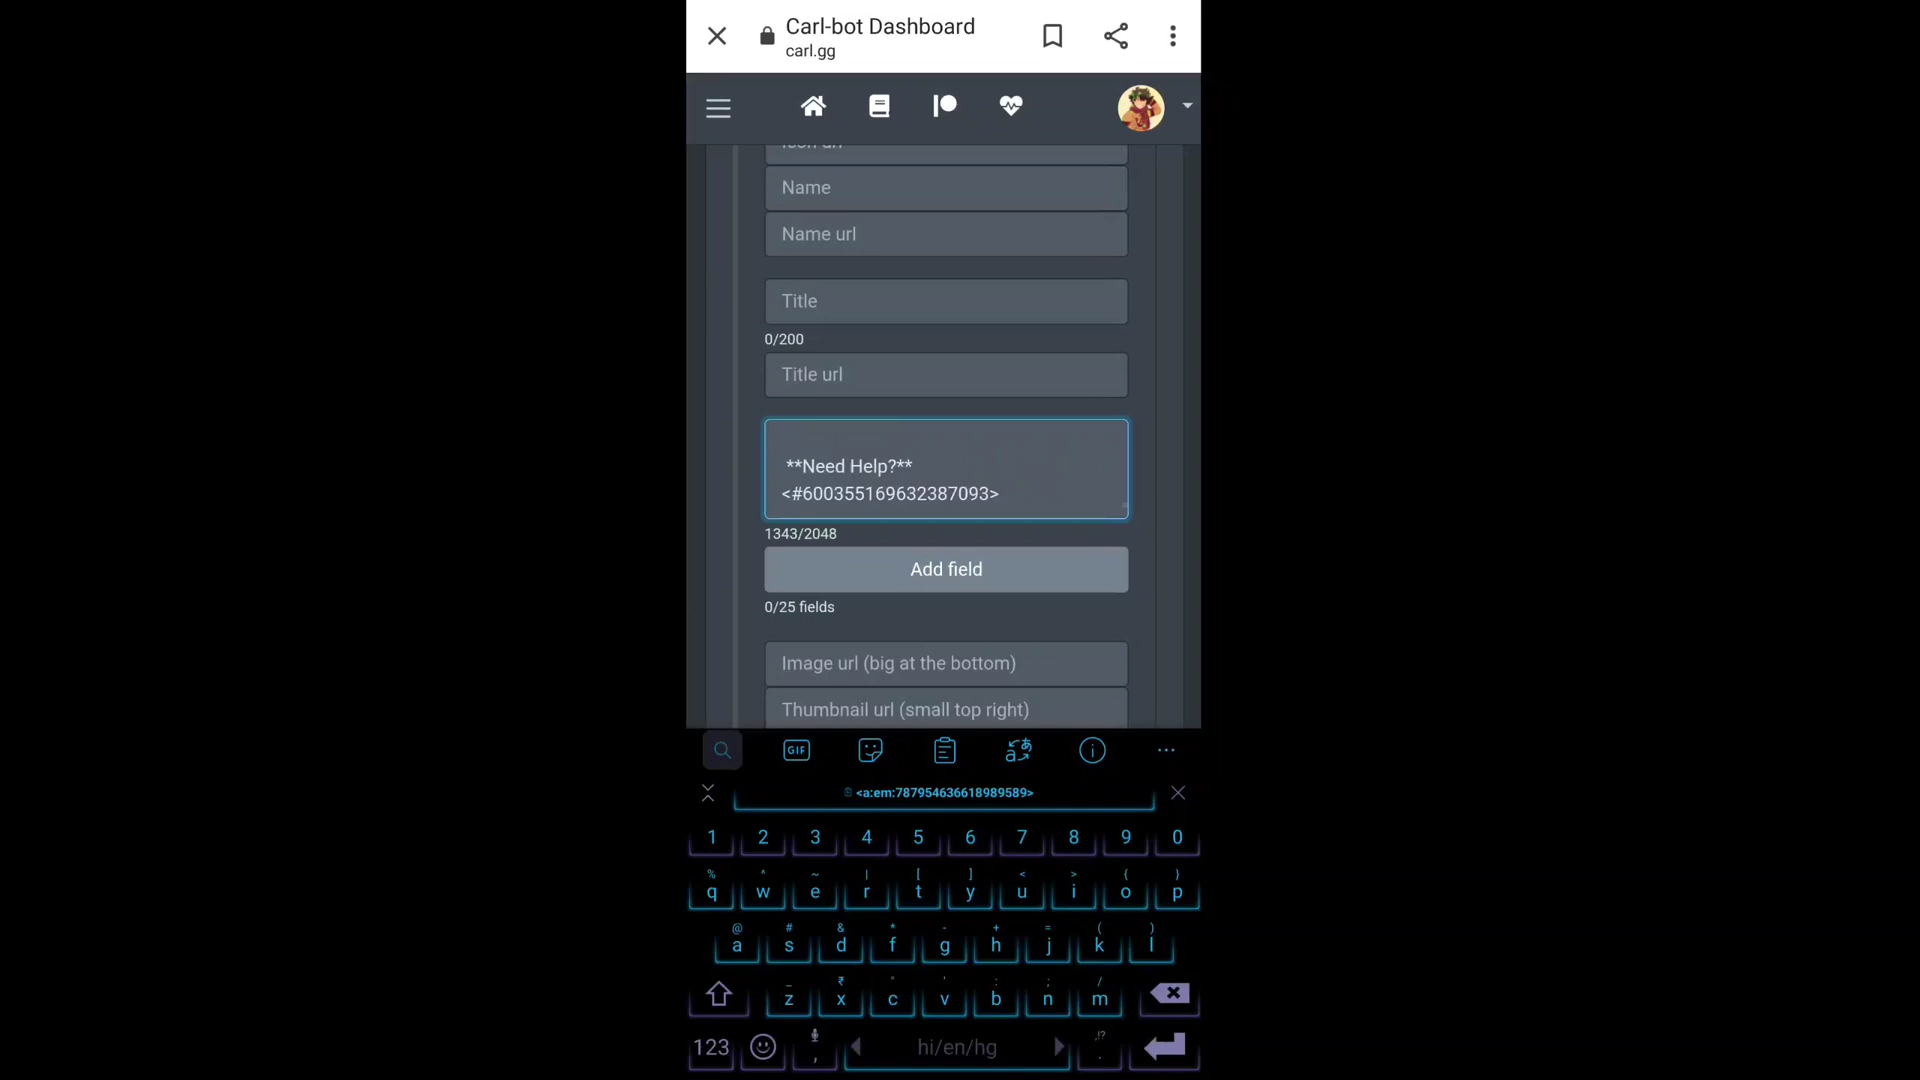 Carl-bot Dashboard
carl.gg
Icon url
Name
Name url
Title
0/200
Title url
**Need Help?**
<#600355169632387093>
1343/2048
Add field
0/25 fields
Image url (big at the bottom)
Thumbnail url (small top right)
GIF
<a:em:787954636618989589>
1 2 3 4 5 6 7 8 9 0
% ^ ~ | [ ] < > { }
q w e r t y u i o p
@ # & * - + = ( )
a s d f g h j k l
_ ₹ " ' : ; /
z x c v b n m
123 , hi/en/hg ,!? .